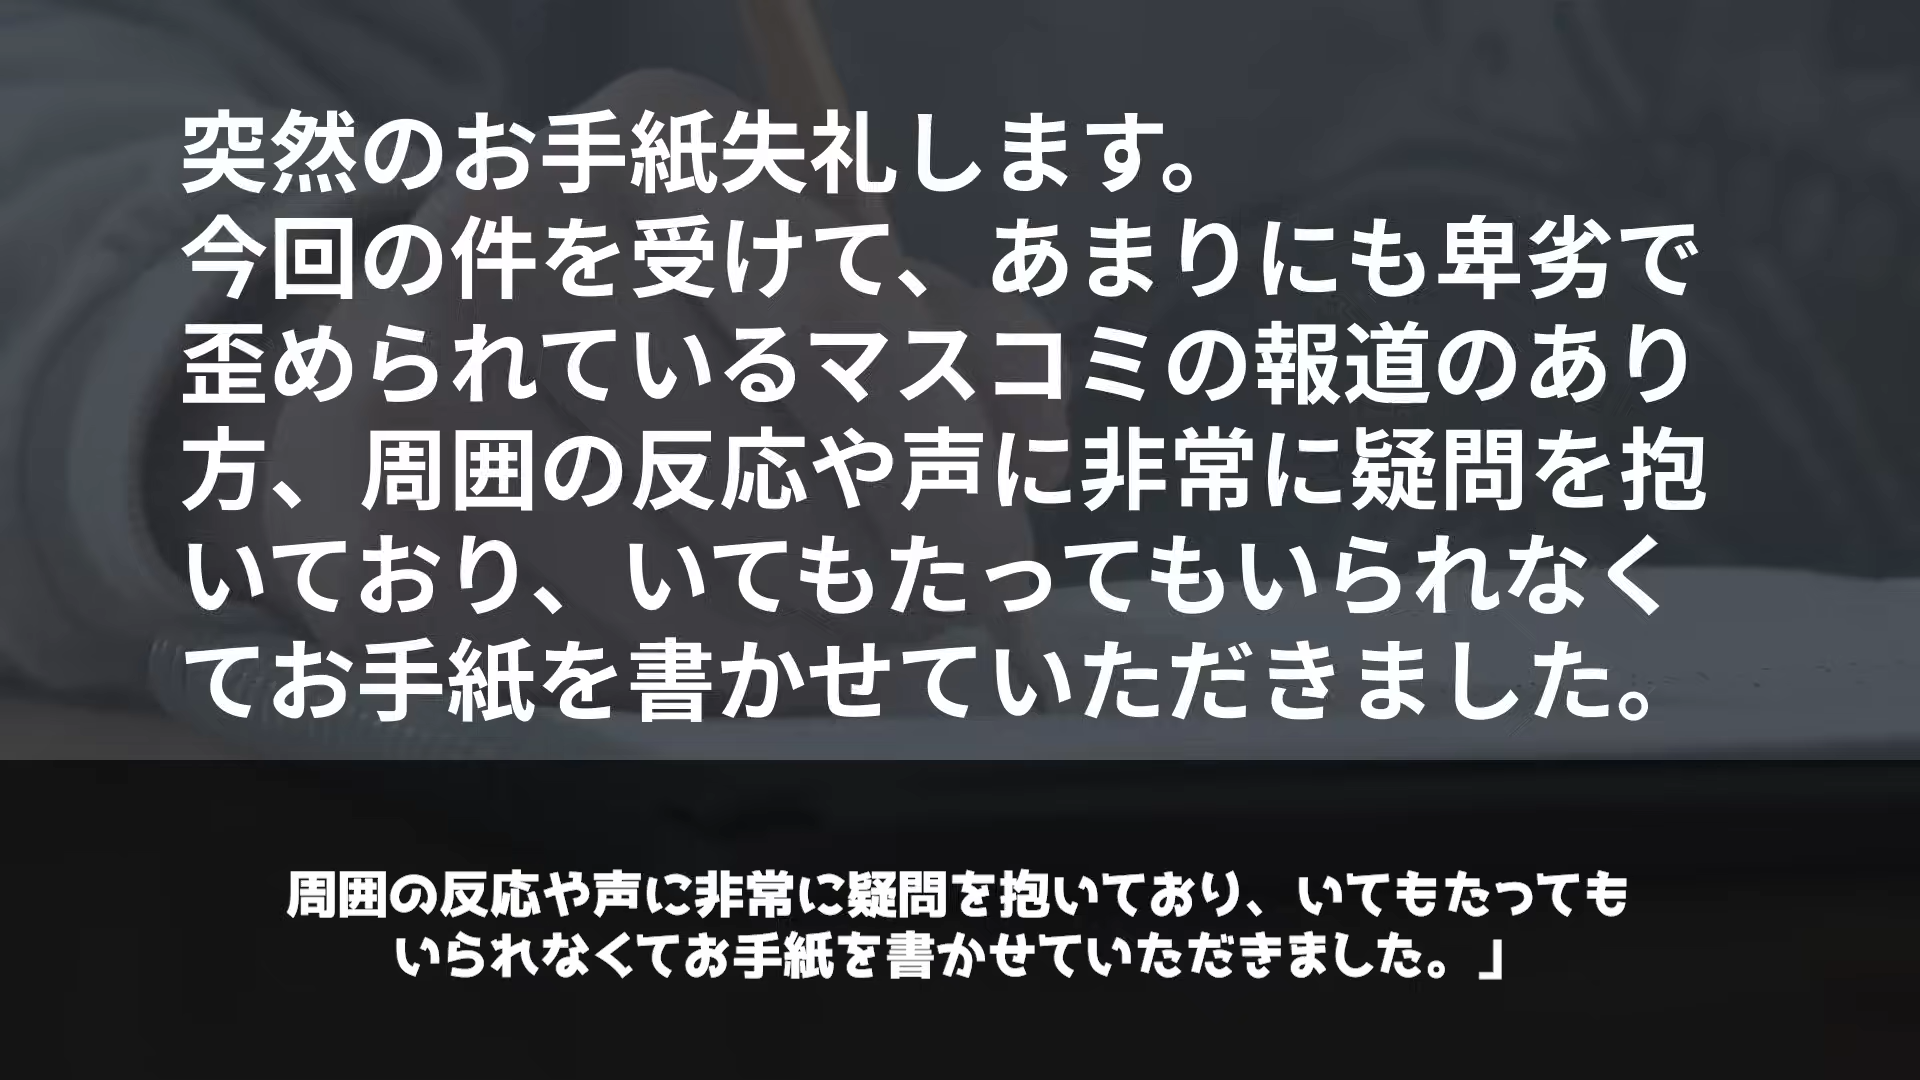 突然のお手紙失礼します。
今回の件を受けて、あまりにも卑劣で
歪められているマスコミの報道のあり
方、周囲の反応や声に非常に疑問を抱
いており、いてもたってもいられなく
てお手紙を書かせていただきました。
周囲の反応や声に非常に疑問を抱いており、いてもたっても
いられなくてお手紙を書かせていただきました。」